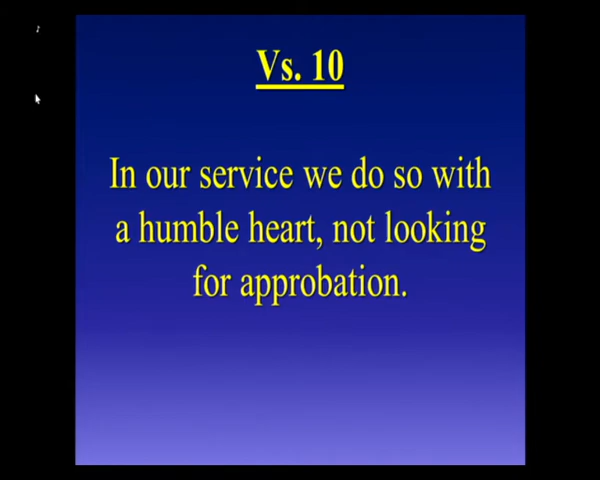 Vs. 10
In our service we do so with
a humble heart, not looking
for approbation.